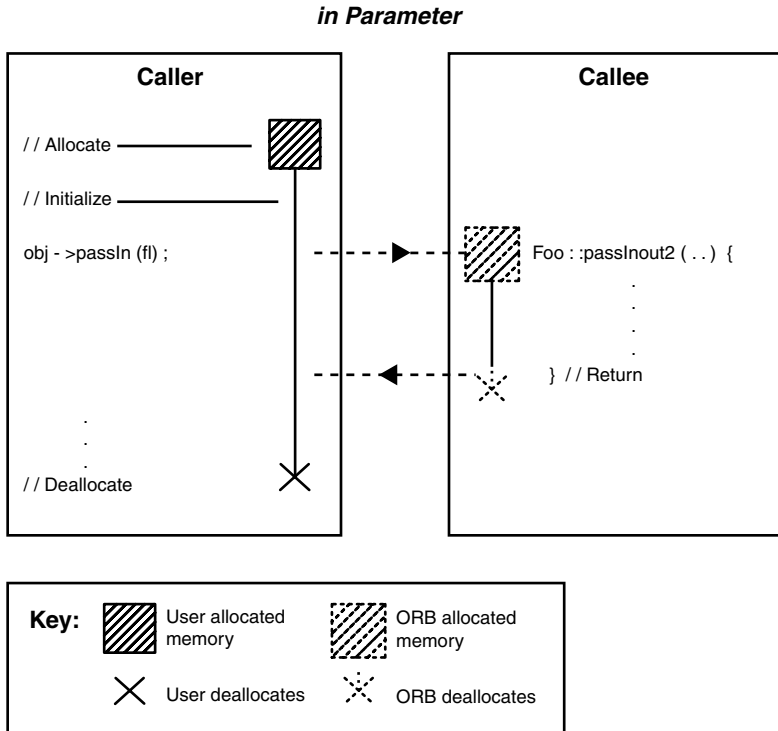 in Parameter
Caller
Callee
/ / Allocate
/ / Initialize
obj - >passIn (fl) ;
Foo : :passInout2 ( . . ) {
.
.
.
.
} / / Return
.
.
.
/ / Deallocate
Key:
User allocated
memory
ORB allocated
memory
User deallocates
ORB deallocates